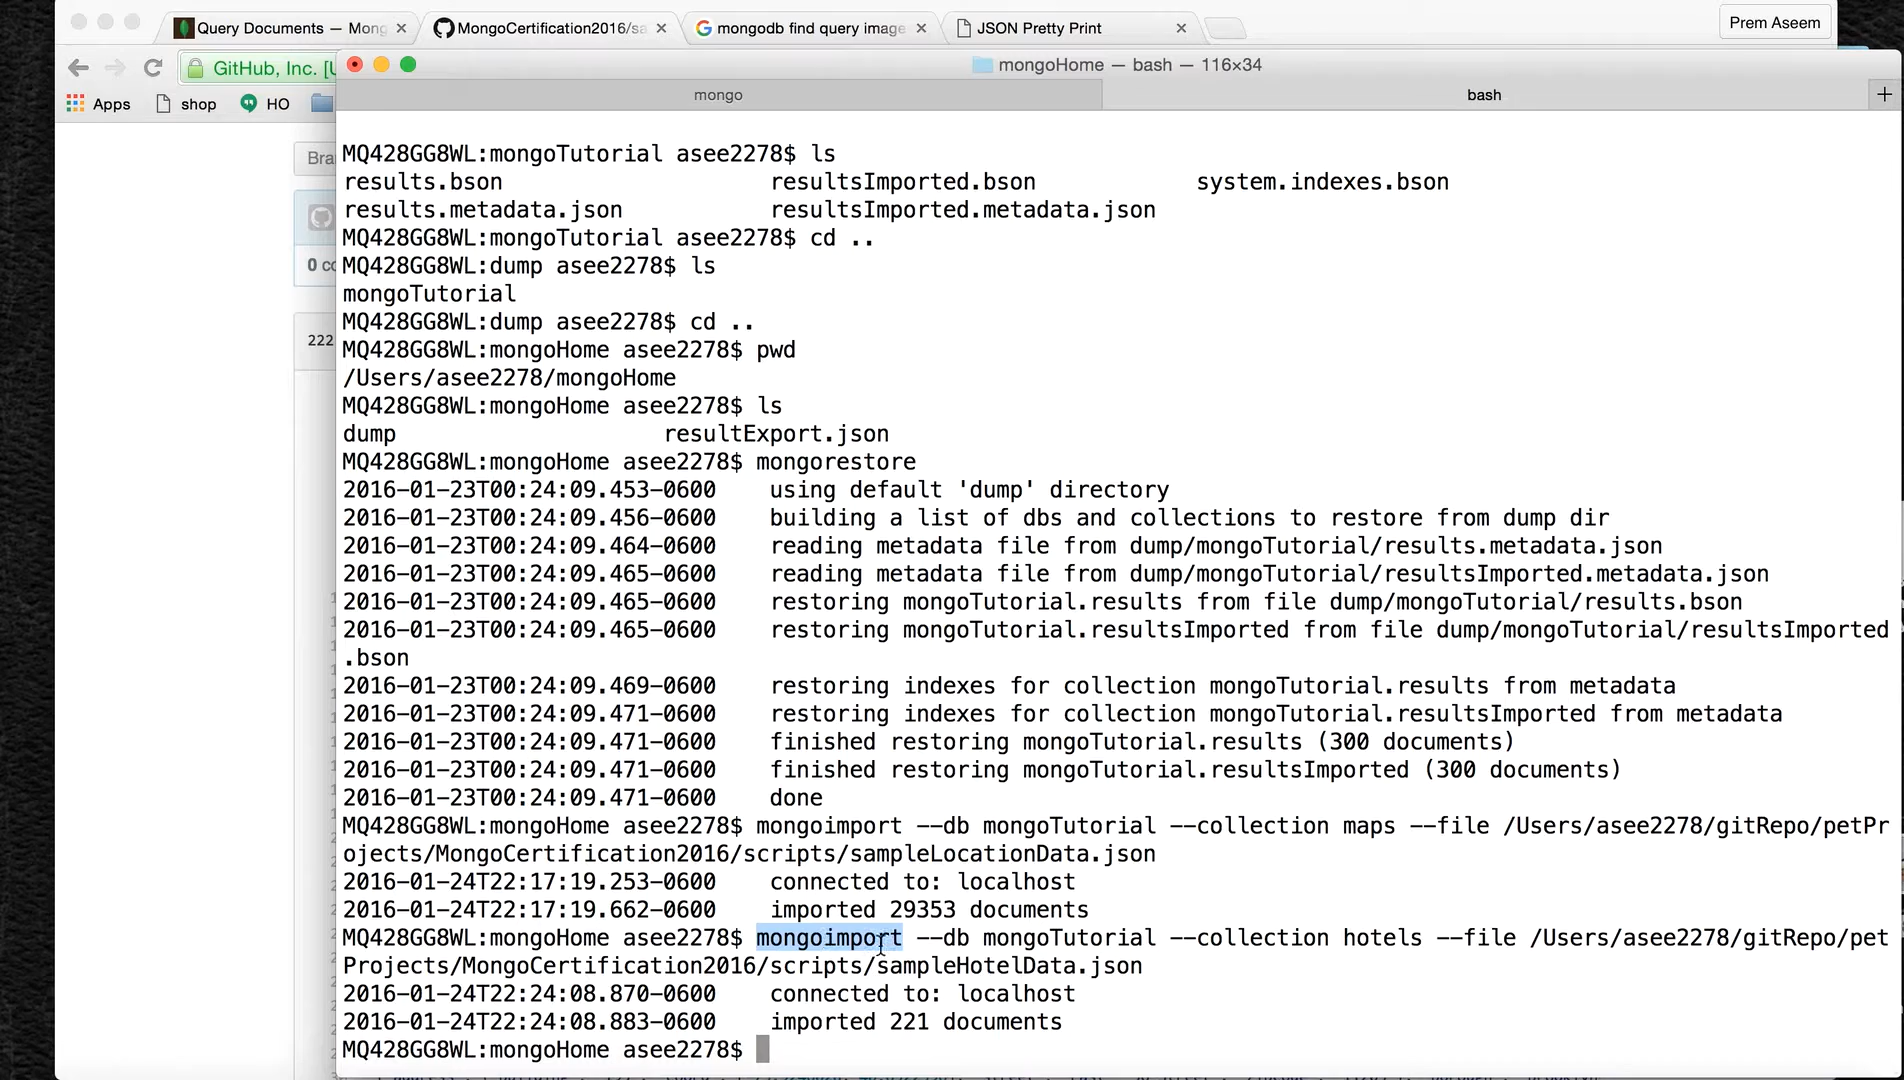 Query Documents — Mong
MongoCertification2016/sa
mongodb find query image
JSON Pretty Print
Prem Aseem
GitHub, Inc. [U
mongoHome — bash — 116×34
Apps
shop
HO
mongo
bash
+
Bra
0 co
222
MQ428GG8WL:mongoTutorial asee2278$ ls
results.bson resultsImported.bson system.indexes.bson
results.metadata.json resultsImported.metadata.json
MQ428GG8WL:mongoTutorial asee2278$ cd ..
MQ428GG8WL:dump asee2278$ ls
mongoTutorial
MQ428GG8WL:dump asee2278$ cd ..
MQ428GG8WL:mongoHome asee2278$ pwd
/Users/asee2278/mongoHome
MQ428GG8WL:mongoHome asee2278$ ls
dump resultExport.json
MQ428GG8WL:mongoHome asee2278$ mongorestore
2016-01-23T00:24:09.453-0600 using default 'dump' directory
2016-01-23T00:24:09.456-0600 building a list of dbs and collections to restore from dump dir
2016-01-23T00:24:09.464-0600 reading metadata file from dump/mongoTutorial/results.metadata.json
2016-01-23T00:24:09.465-0600 reading metadata file from dump/mongoTutorial/resultsImported.metadata.json
2016-01-23T00:24:09.465-0600 restoring mongoTutorial.results from file dump/mongoTutorial/results.bson
2016-01-23T00:24:09.465-0600 restoring mongoTutorial.resultsImported from file dump/mongoTutorial/resultsImported
.bson
2016-01-23T00:24:09.469-0600 restoring indexes for collection mongoTutorial.results from metadata
2016-01-23T00:24:09.471-0600 restoring indexes for collection mongoTutorial.resultsImported from metadata
2016-01-23T00:24:09.471-0600 finished restoring mongoTutorial.results (300 documents)
2016-01-23T00:24:09.471-0600 finished restoring mongoTutorial.resultsImported (300 documents)
2016-01-23T00:24:09.471-0600 done
MQ428GG8WL:mongoHome asee2278$ mongoimport --db mongoTutorial --collection maps --file /Users/asee2278/gitRepo/petPr
ojects/MongoCertification2016/scripts/sampleLocationData.json
2016-01-24T22:17:19.253-0600 connected to: localhost
2016-01-24T22:17:19.662-0600 imported 29353 documents
MQ428GG8WL:mongoHome asee2278$ mongoimport --db mongoTutorial --collection hotels --file /Users/asee2278/gitRepo/pet
Projects/MongoCertification2016/scripts/sampleHotelData.json
2016-01-24T22:24:08.870-0600 connected to: localhost
2016-01-24T22:24:08.883-0600 imported 221 documents
MQ428GG8WL:mongoHome asee2278$